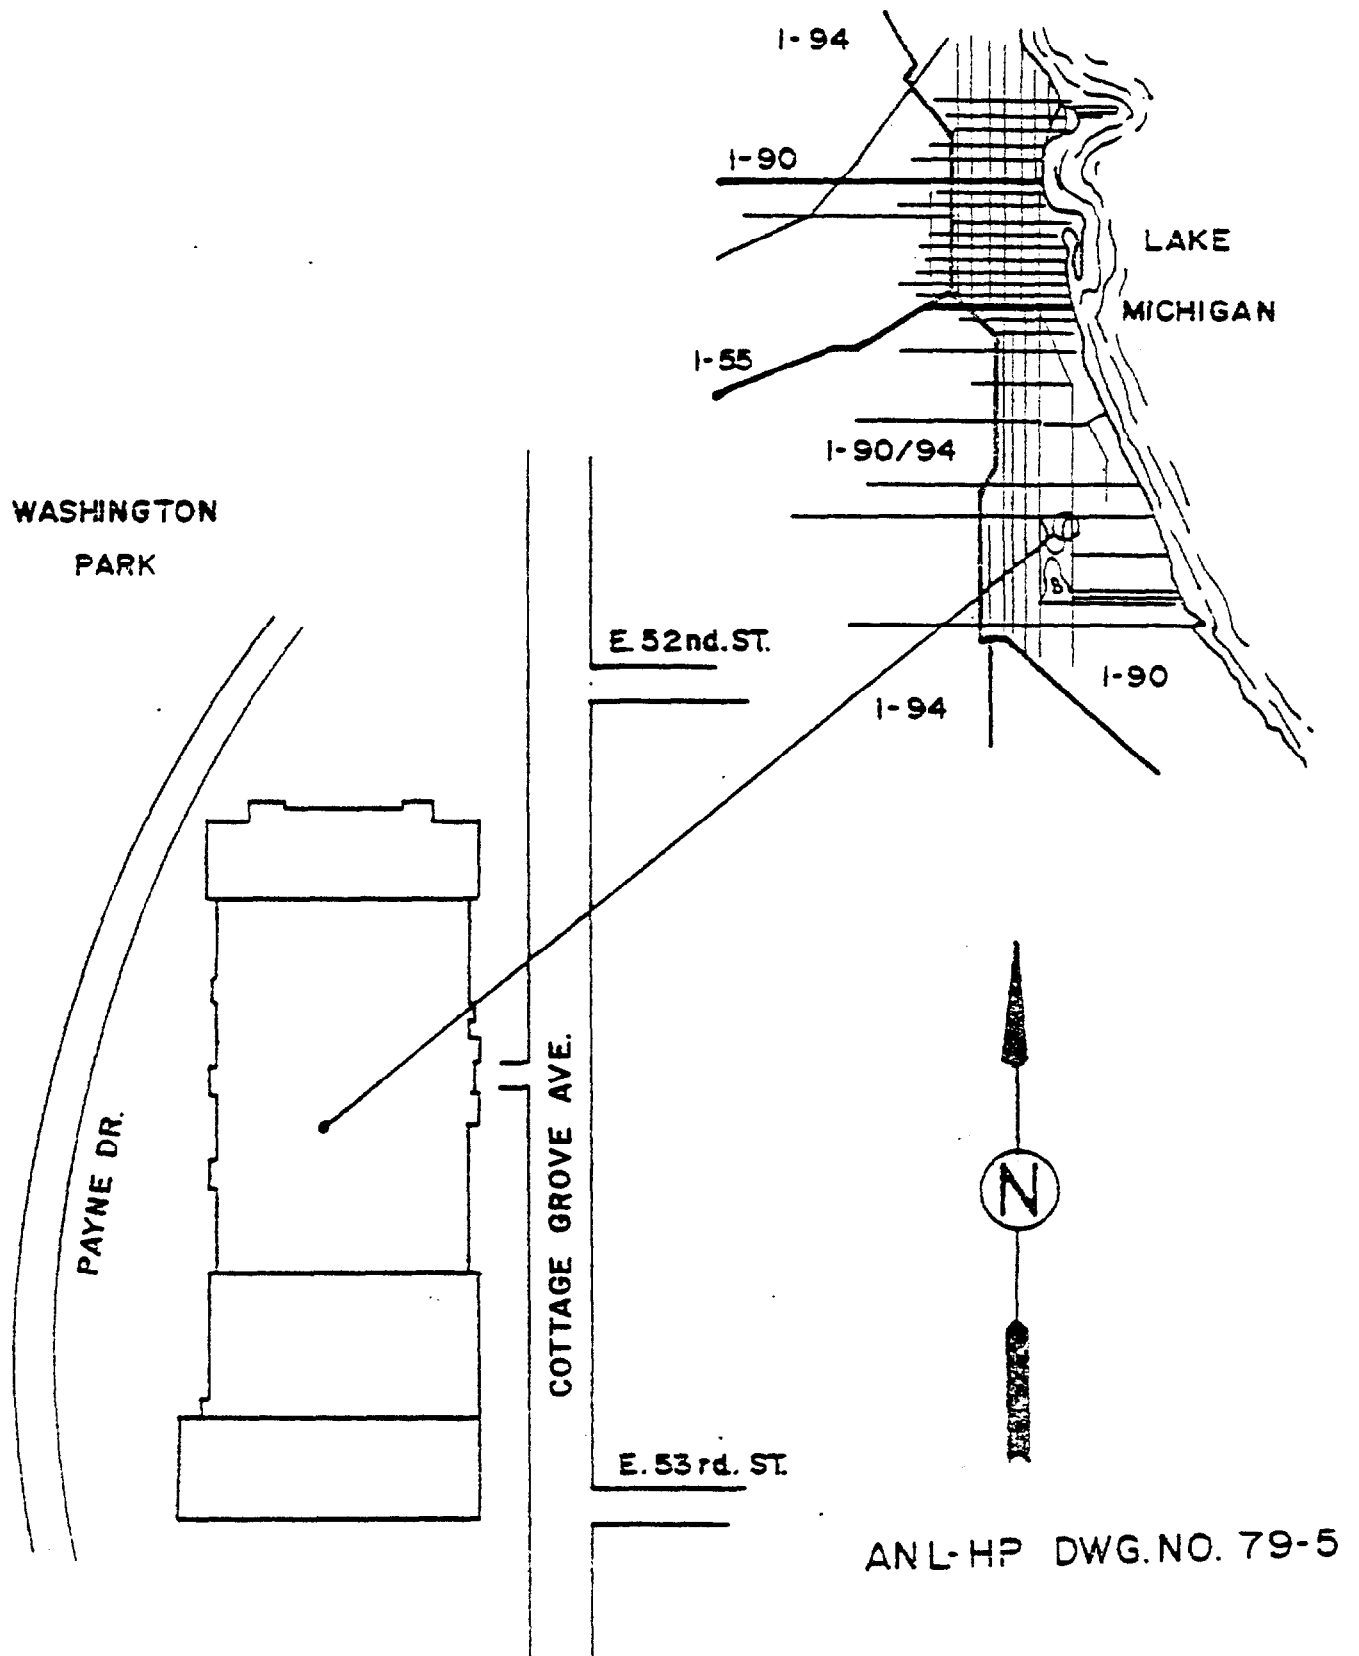 I-94
I-90
LAKE
MICHIGAN
I-55
I-90/94
WASHINGTON
PARK
E. 52nd. ST.
I-90
I-94
COTTAGE GROVE AVE.
PAYNE DR.
N
E. 53rd. ST.
ANL-HP DWG. NO. 79-5